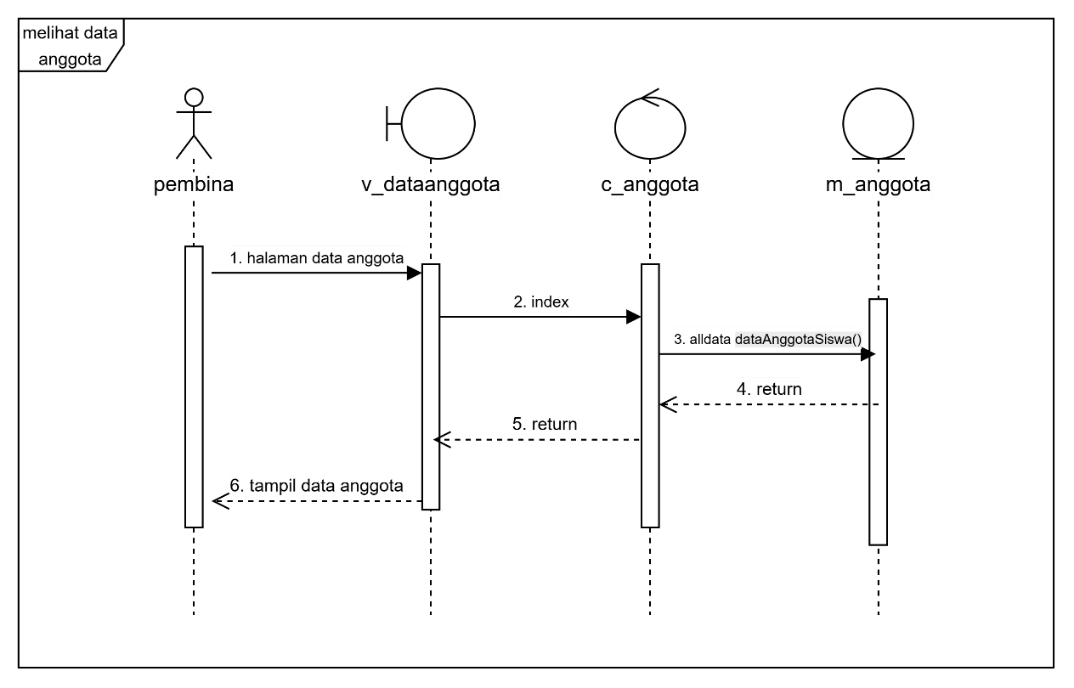 melihat data
anggota
pembina
v_dataanggota
c_anggota
m_anggota
1. halaman data anggota
2. index
3. alldata dataAnggotaSiswa()
4. return
5. return
6. tampil data anggota